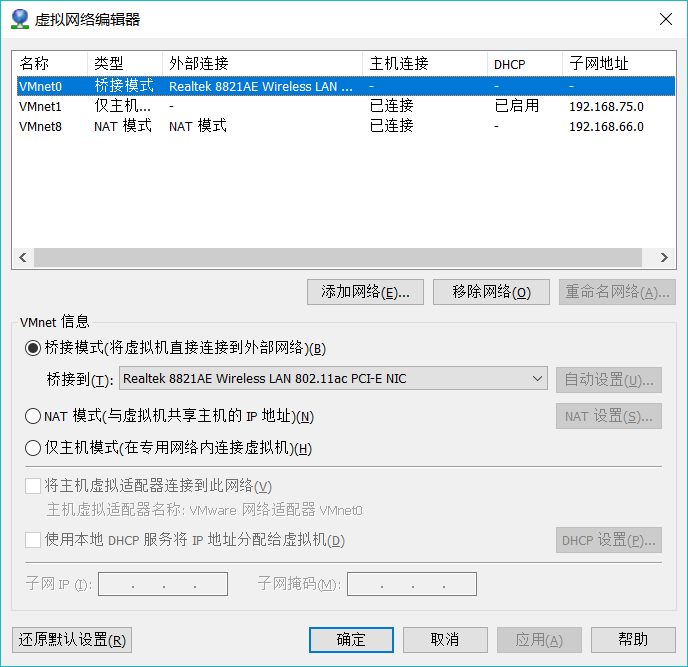 虚拟网络编辑器
名称 类型 外部连接 主机连接 DHCP 子网地址
VMnet0 桥接模式 Realtek 8821AE Wireless LAN ... - - -
VMnet1 仅主机... - 已连接 已启用 192.168.75.0
VMnet8 NAT 模式 NAT 模式 已连接 - 192.168.66.0
添加网络(E)... 移除网络(O) 重命名网络(A)...
VMnet 信息
桥接模式(将虚拟机直接连接到外部网络)(B)
桥接到(T): Realtek 8821AE Wireless LAN 802.11ac PCI-E NIC 自动设置(U)...
NAT 模式(与虚拟机共享主机的 IP 地址)(N) NAT 设置(S)...
仅主机模式(在专用网络内连接虚拟机)(H)
将主机虚拟适配器连接到此网络(V)
主机虚拟适配器名称: VMware 网络适配器 VMnet0
使用本地 DHCP 服务将 IP 地址分配给虚拟机(D) DHCP 设置(P)...
子网 IP (I): . . . 子网掩码(M): . . .
还原默认设置(R) 确定 取消 应用(A) 帮助